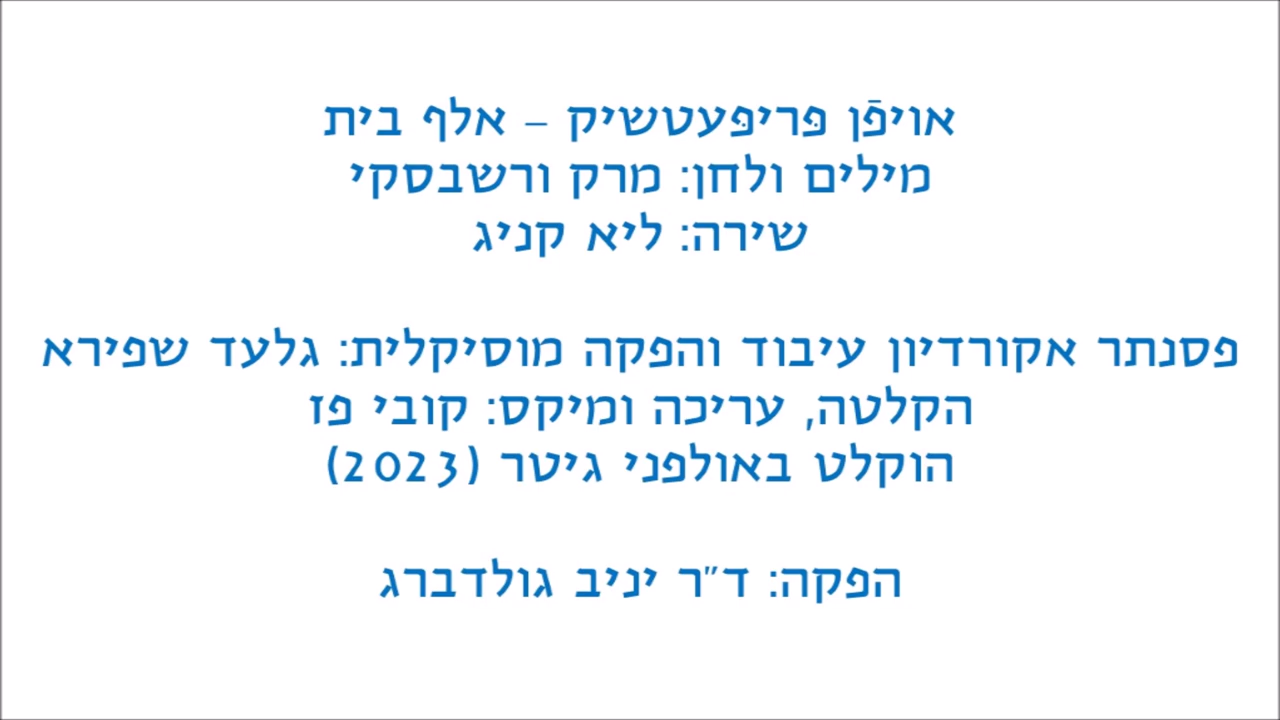 אויפֿן פּריפּעטשיק – אלף בית
מילים ולחן: מרק ורשבסקי
שירה: ליא קניג
פסנתר אקורדיון עיבוד והפקה מוסיקלית: גלעד שפירא
הקלטה, עריכה ומיקס: קובי פז
הוקלט באולפני גיטר (2023)
הפקה: ד״ר יניב גולדברג